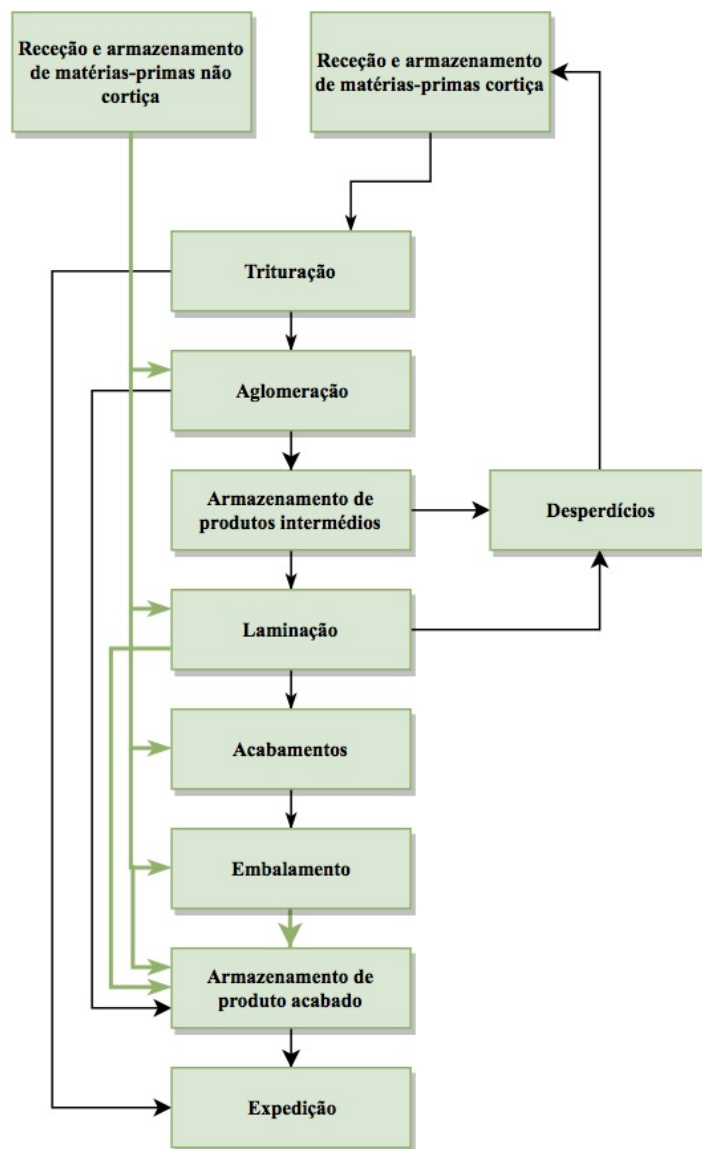 Receção e armazenamento
de matérias-primas não
cortiça
Receção e armazenamento
de matérias-primas cortiça
Trituração
Aglomeração
Armazenamento de
produtos intermédios
Desperdícios
Laminação
Acabamentos
Embalamento
Armazenamento de
produto acabado
Expedição